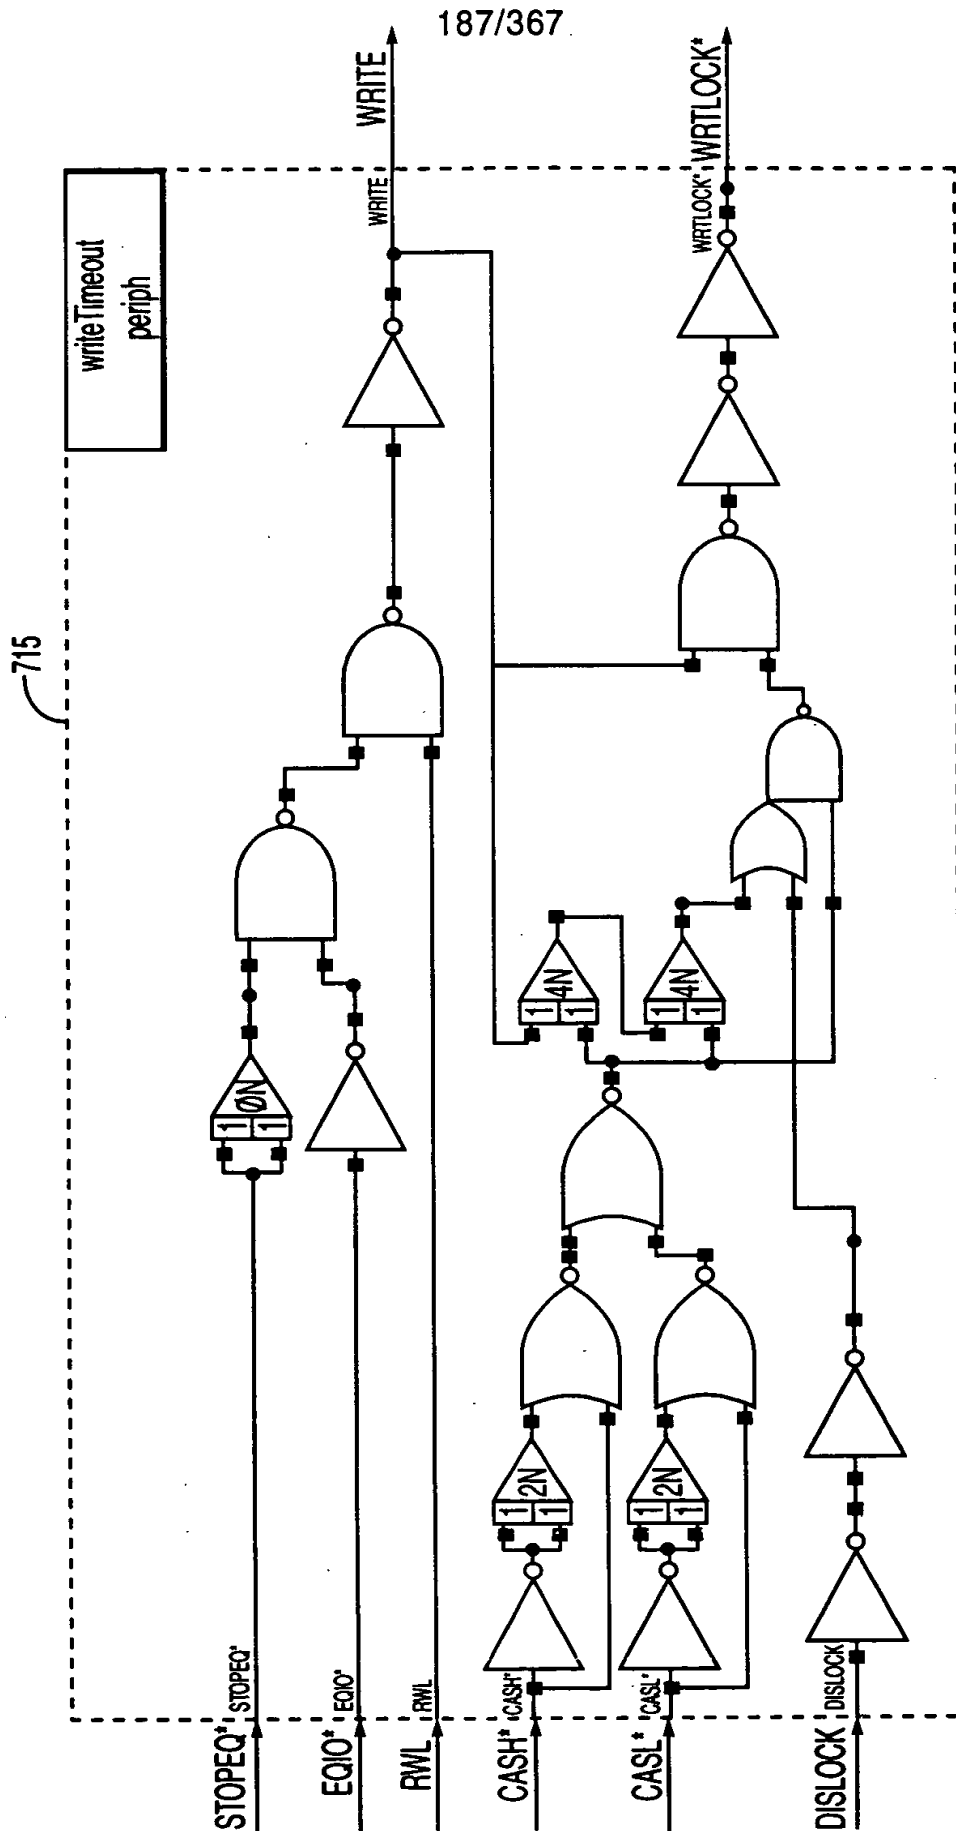 187/367
WRITE
WRTLOCK*
writeTimeout
periph
WRITE
WRTLOCK*
715
4N
1 1
4N
1 1
ØN
1 1
2N
1 1
2N
1 1
STOPEQ*
EQIO*
RWL
CASH*
CASL*
DISLOCK
STOPEQ*
EQIO*
RWL
CASH*
CASL*
DISLOCK